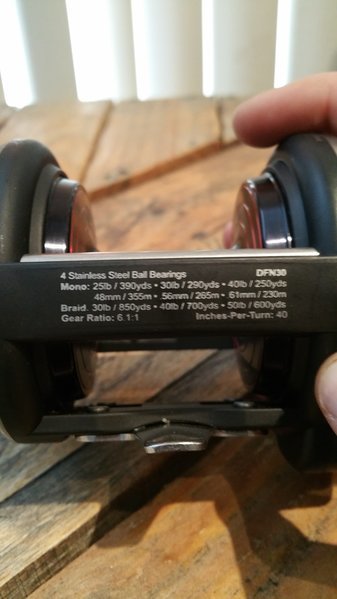 4 Stainless Steel Ball Bearings DFN30
Mono: 25lb / 390yds • 30lb / 290yds • 40lb / 250yds
48mm / 355m • .56mm / 265m • 61mm / 230m
Braid. 30lb / 850yds • 40lb / 700yds • 50lb / 600yds
Gear Ratio: 6.1:1 Inches-Per-Turn: 40